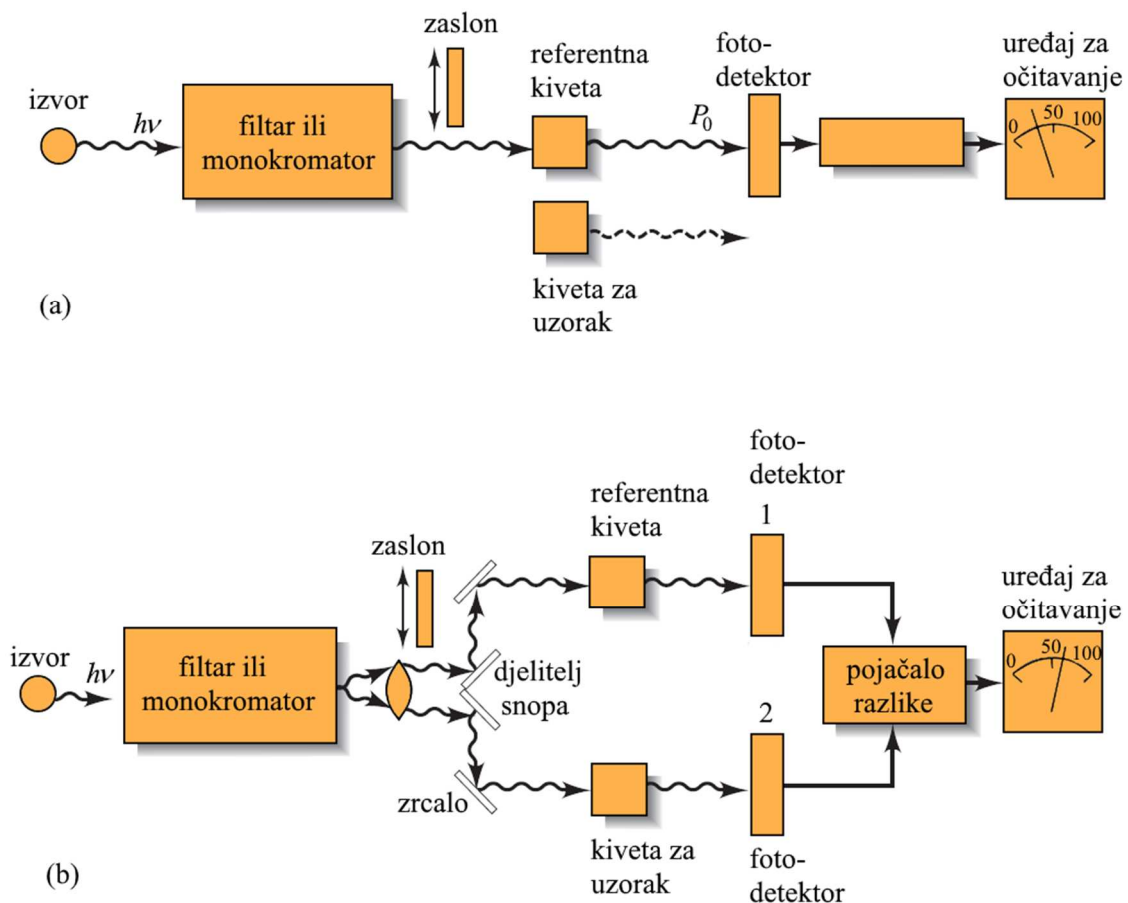 zaslon
izvor
hν
filtar ili
monokromator
referentna
kiveta
P₀
foto-
detektor
uređaj za
očitavanje
0 50 100
kiveta za
uzorak
(a)
izvor
hν
filtar ili
monokromator
zaslon
djelitelj
snopa
zrcalo
referentna
kiveta
foto-
detektor
1
kiveta za
uzorak
2
foto-
detektor
pojačalo
razlike
uređaj za
očitavanje
0 50 100
(b)